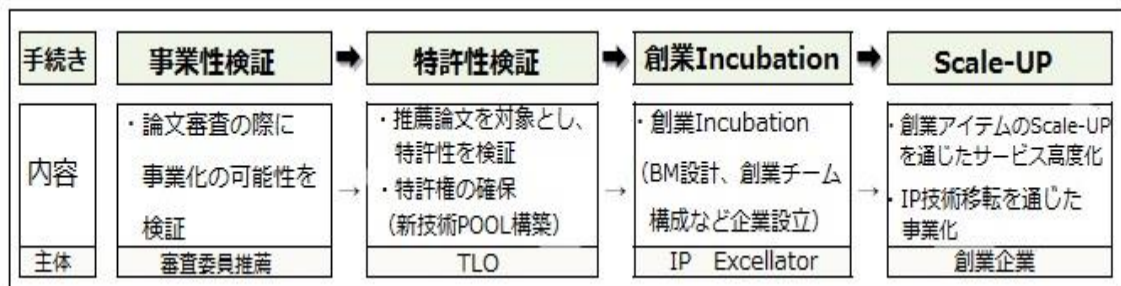 手続き
事業性検証
➡
特許性検証
➡
創業Incubation
➡
Scale-UP
内容
・論文審査の際に
事業化の可能性を
検証
→
・推薦論文を対象とし、
特許性を検証
・特許権の確保
（新技術POOL構築）
→
・創業Incubation
（BM設計、創業チーム
構成など企業設立）
→
・創業アイテムのScale-UP
を通じたサービス高度化
・IP技術移転を通じた
事業化
主体
審査委員推薦
TLO
IP Excellator
創業企業